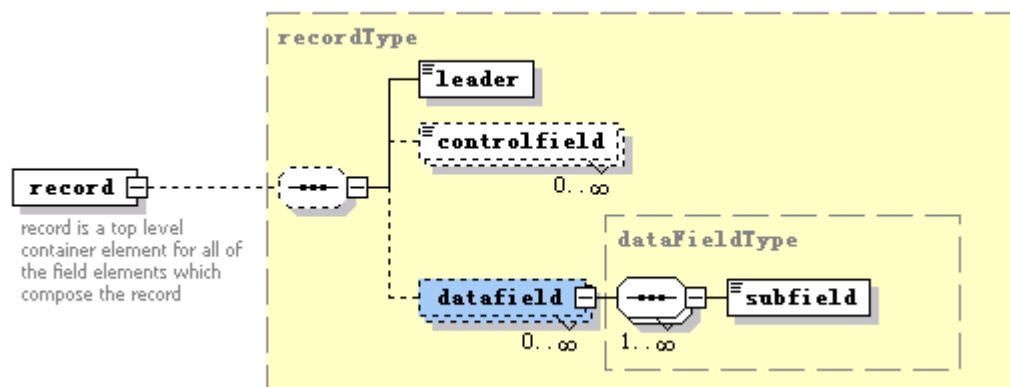 recordType
leader
controlfield
0..∞
record
record is a top level
container element for all of
the field elements which
compose the record
dataFieldType
datafield
subfield
0..∞
1..∞